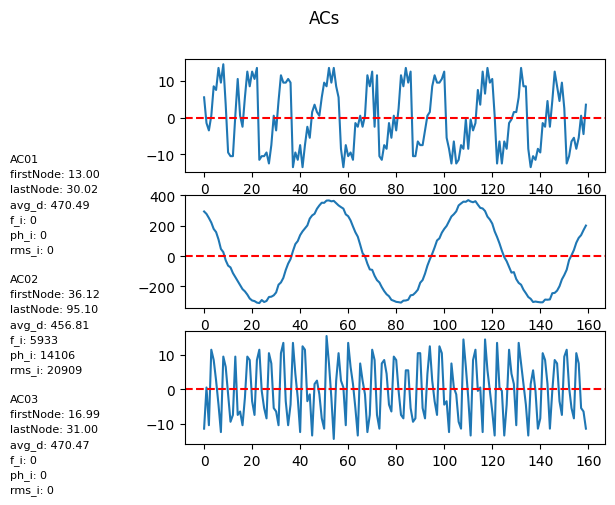 ACs
AC01
firstNode: 13.00
lastNode: 30.02
avg_d: 470.49
f_i: 0
ph_i: 0
rms_i: 0
AC02
firstNode: 36.12
lastNode: 95.10
avg_d: 456.81
f_i: 5933
ph_i: 14106
rms_i: 20909
AC03
firstNode: 16.99
lastNode: 31.00
avg_d: 470.47
f_i: 0
ph_i: 0
rms_i: 0
10
0
−10
0 20 40 60 80 100 120 140 160
400
200
0
−200
0 20 40 60 80 100 120 140 160
10
0
−10
0 20 40 60 80 100 120 140 160